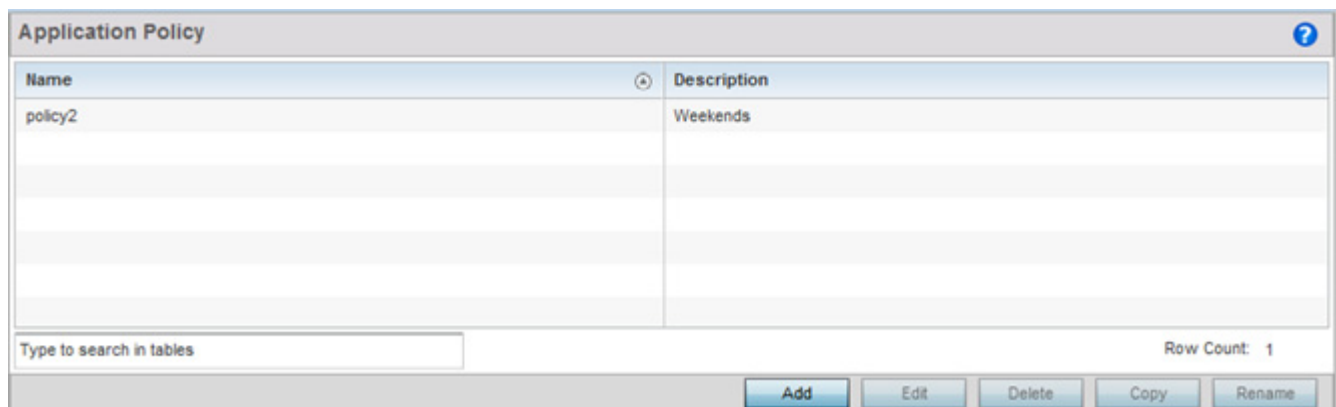 Application Policy
Name Description
policy2 Weekends
Type to search in tables Row Count: 1
Add Edit Delete Copy Rename